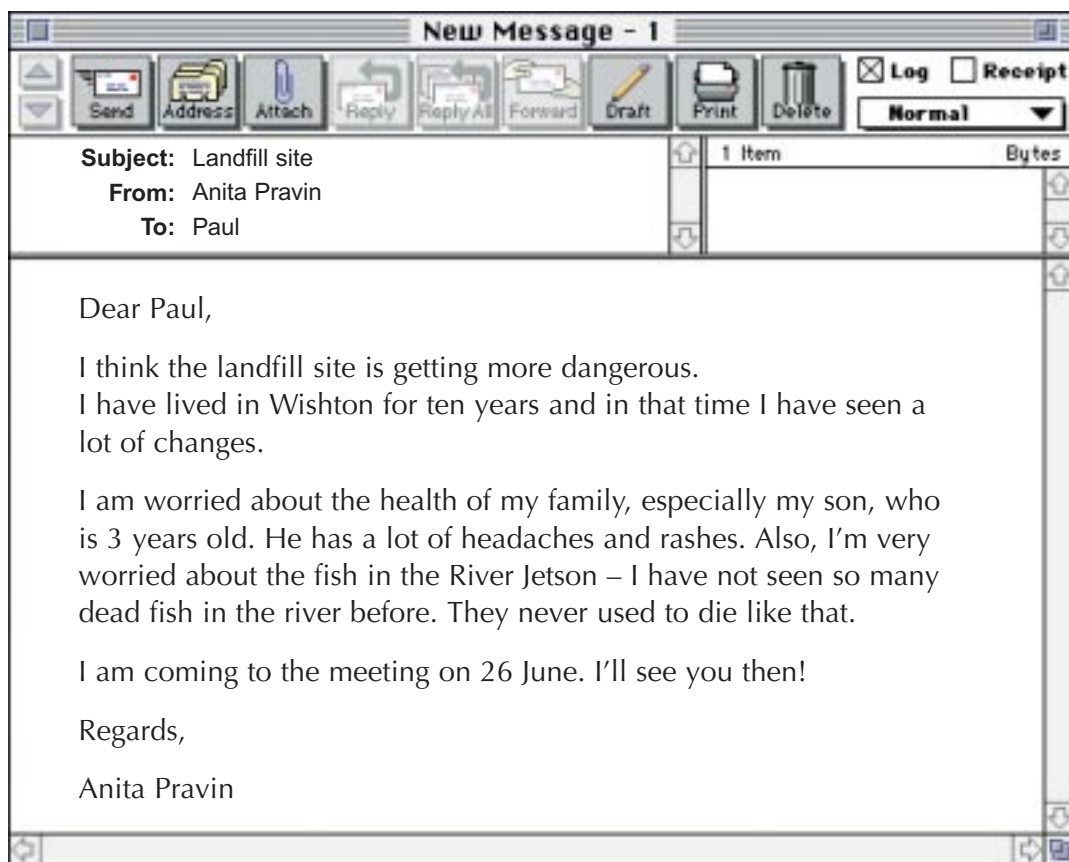 New Message - 1
Send Address Attach Reply Reply All Forward Draft Print Delete
Log Receipt
Normal
Subject: Landfill site
From: Anita Pravin
To: Paul
1 Item Bytes
Dear Paul,
I think the landfill site is getting more dangerous.
I have lived in Wishton for ten years and in that time I have seen a
lot of changes.
I am worried about the health of my family, especially my son, who
is 3 years old. He has a lot of headaches and rashes. Also, I’m very
worried about the fish in the River Jetson – I have not seen so many
dead fish in the river before. They never used to die like that.
I am coming to the meeting on 26 June. I’ll see you then!
Regards,
Anita Pravin